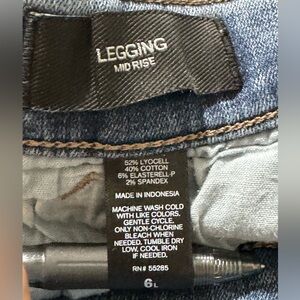 LEGGING
MID RISE
52% LYOCELL
40% COTTON
6% ELASTERELL-P
2% SPANDEX
MADE IN INDONESIA
MACHINE WASH COLD
WITH LIKE COLORS.
GENTLE CYCLE.
ONLY NON-CHLORINE
BLEACH WHEN
NEEDED. TUMBLE DRY
LOW. COOL IRON
IF NEEDED.
RN# 55285
6L